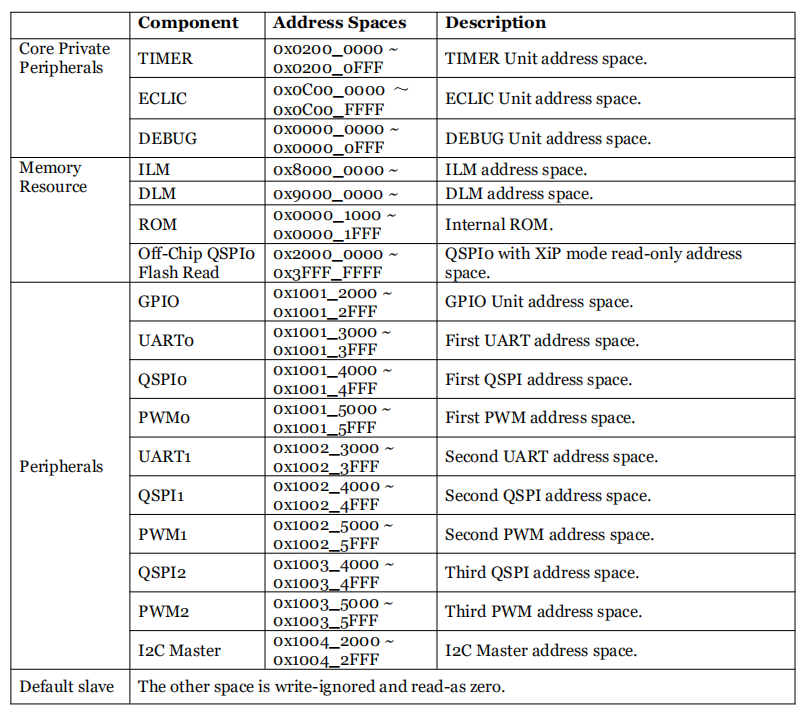 Component Address Spaces Description
Core Private Peripherals
TIMER 0x0200_0000 ~ 0x0200_0FFF TIMER Unit address space.
ECLIC 0x0C00_0000 ~ 0x0C00_FFFF ECLIC Unit address space.
DEBUG 0x0000_0000 ~ 0x0000_0FFF DEBUG Unit address space.
Memory Resource
ILM 0x8000_0000 ~ ILM address space.
DLM 0x9000_0000 ~ DLM address space.
ROM 0x0000_1000 ~ 0x0000_1FFF Internal ROM.
Off-Chip QSPI0 Flash Read 0x2000_0000 ~ 0x3FFF_FFFF QSPI0 with XiP mode read-only address space.
Peripherals
GPIO 0x1001_2000 ~ 0x1001_2FFF GPIO Unit address space.
UART0 0x1001_3000 ~ 0x1001_3FFF First UART address space.
QSPI0 0x1001_4000 ~ 0x1001_4FFF First QSPI address space.
PWM0 0x1001_5000 ~ 0x1001_5FFF First PWM address space.
UART1 0x1002_3000 ~ 0x1002_3FFF Second UART address space.
QSPI1 0x1002_4000 ~ 0x1002_4FFF Second QSPI address space.
PWM1 0x1002_5000 ~ 0x1002_5FFF Second PWM address space.
QSPI2 0x1003_4000 ~ 0x1003_4FFF Third QSPI address space.
PWM2 0x1003_5000 ~ 0x1003_5FFF Third PWM address space.
I2C Master 0x1004_2000 ~ 0x1004_2FFF I2C Master address space.
Default slave The other space is write-ignored and read-as zero.